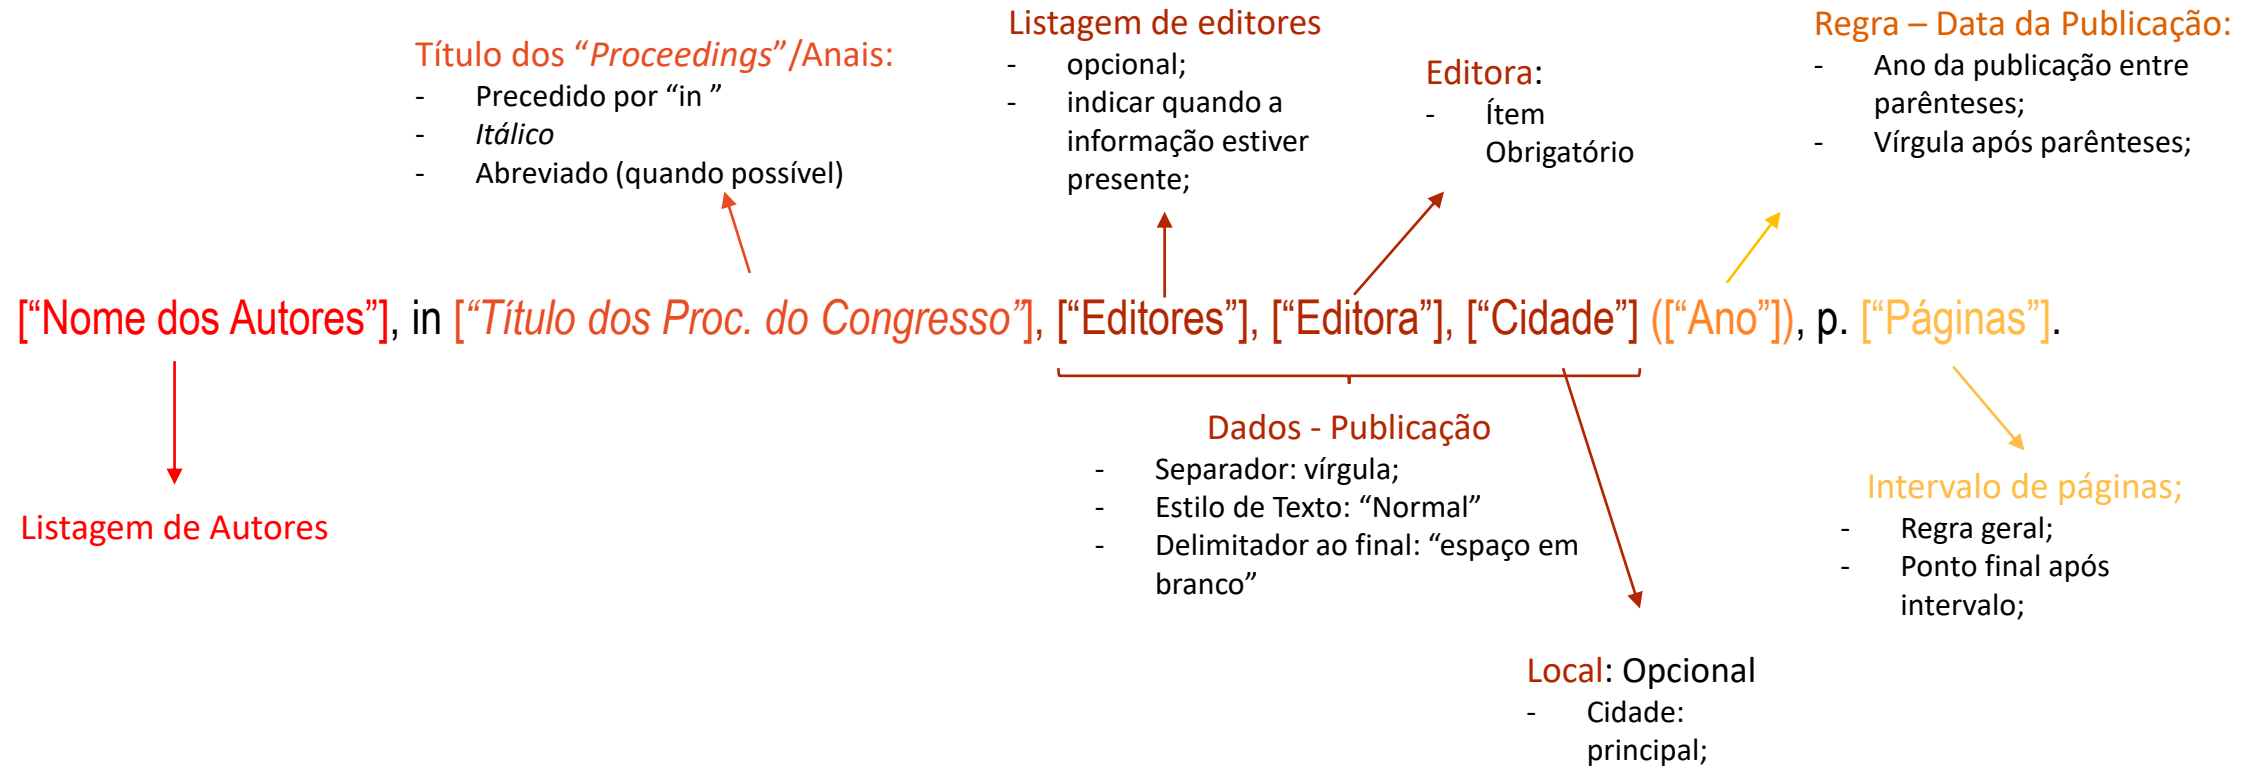 Título dos “Proceedings”/Anais:
- Precedido por “in ”
- Itálico
- Abreviado (quando possível)
Listagem de editores
- opcional;
- indicar quando a
informação estiver
presente;
Editora:
- Ítem
Obrigatório
Regra – Data da Publicação:
- Ano da publicação entre
parênteses;
- Vírgula após parênteses;
[“Nome dos Autores”], in [“Título dos Proc. do Congresso”], [“Editores”], [“Editora”], [“Cidade”] ([“Ano”]), p. [“Páginas”].
Listagem de Autores
Dados - Publicação
- Separador: vírgula;
- Estilo de Texto: “Normal”
- Delimitador ao final: “espaço em
branco”
Intervalo de páginas;
- Regra geral;
- Ponto final após
intervalo;
Local: Opcional
- Cidade:
principal;